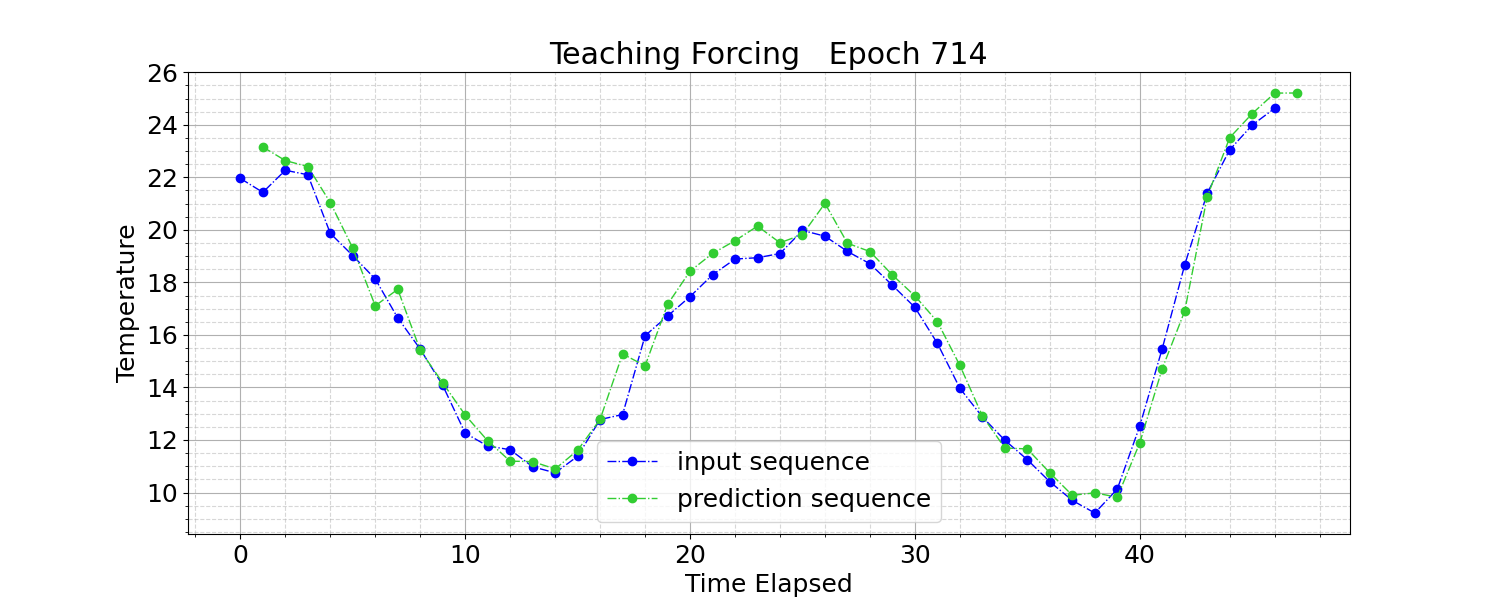 Teaching Forcing   Epoch 714
26
24
22
20
18
16
14
12
10
Temperature
input sequence
prediction sequence
0 10 20 30 40
Time Elapsed